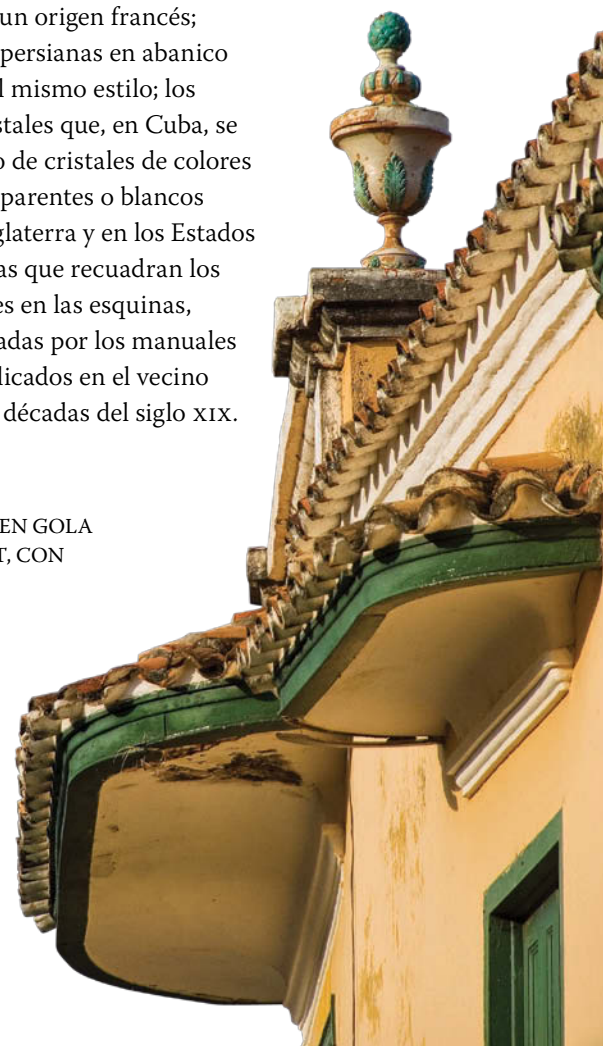 un origen francés;
persianas en abanico
l mismo estilo; los
stales que, en Cuba, se
o de cristales de colores
parentes o blancos
glaterra y en los Estados
as que recuadran los
es en las esquinas,
adas por los manuales
licados en el vecino
décadas del siglo XIX.
EN GOLA
T, CON